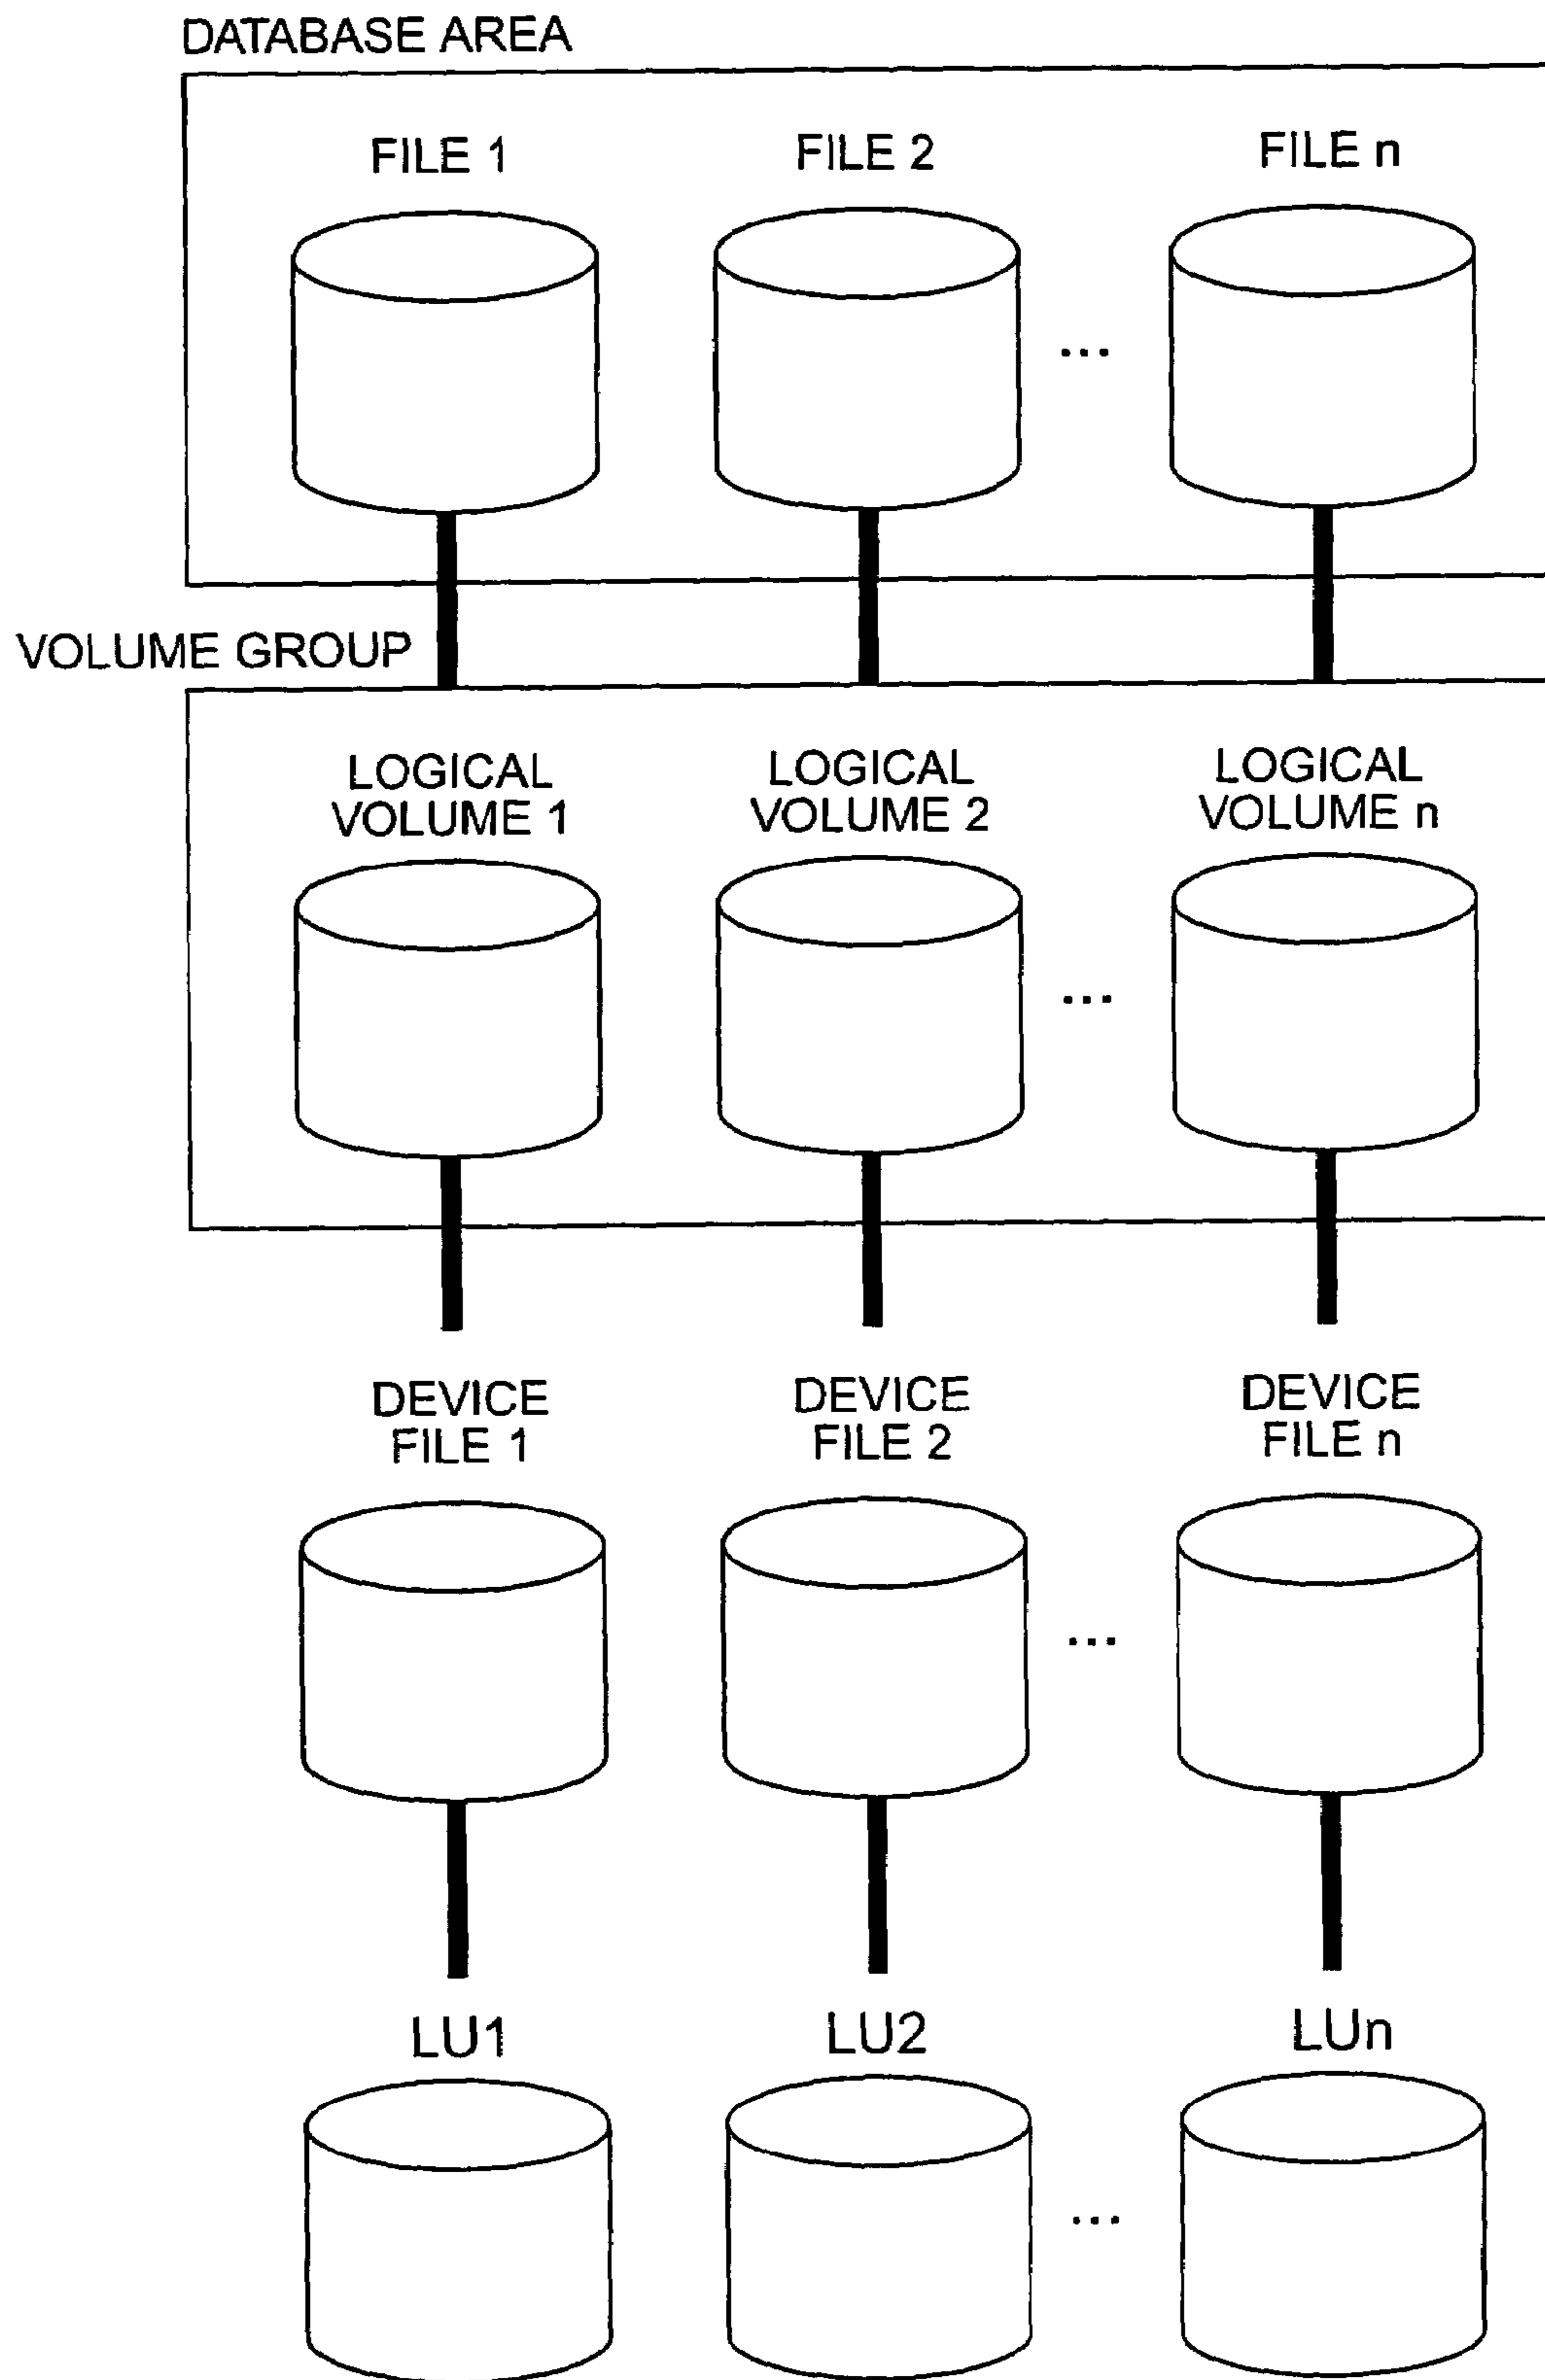 DATABASE AREA
FILE 1
FILE 2
FILE n
...
VOLUME GROUP
LOGICAL
VOLUME 1
LOGICAL
VOLUME 2
LOGICAL
VOLUME n
...
DEVICE
FILE 1
DEVICE
FILE 2
DEVICE
FILE n
...
LU1
LU2
LUn
...